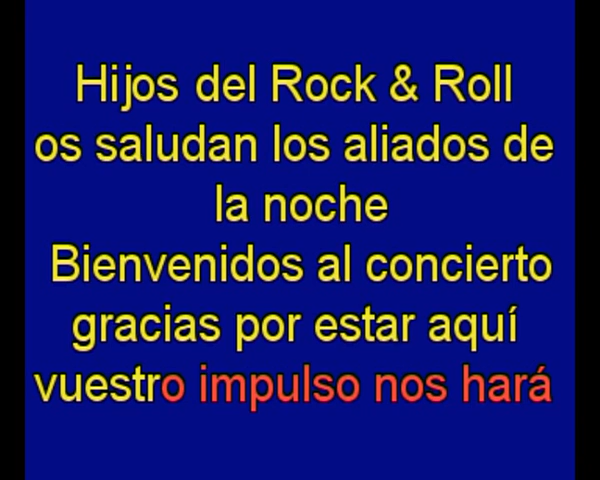 Hijos del Rock & Roll
os saludan los aliados de
la noche
Bienvenidos al concierto
gracias por estar aquí
vuestro impulso nos hará